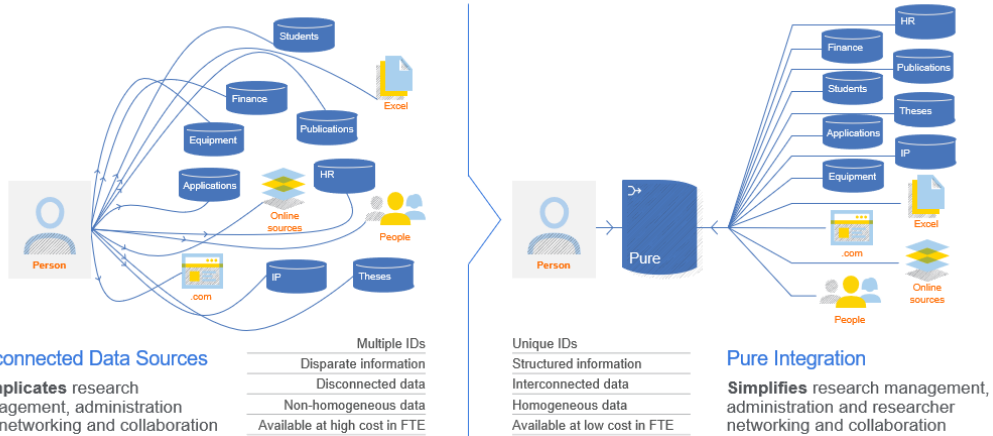 Students
Excel
Finance
Publications
Equipment
HR
Applications
Online
sources
People
Person
.com
IP
Theses
connected Data Sources
plicates research
agement, administration
networking and collaboration
Multiple IDs
Disparate information
Disconnected data
Non-homogeneous data
Available at high cost in FTE
HR
Finance
Publications
Students
Theses
Applications
IP
Equipment
Excel
.com
Online
sources
People
Person
Pure
Unique IDs
Structured information
Interconnected data
Homogeneous data
Available at low cost in FTE
Pure Integration
Simplifies research management,
administration and researcher
networking and collaboration